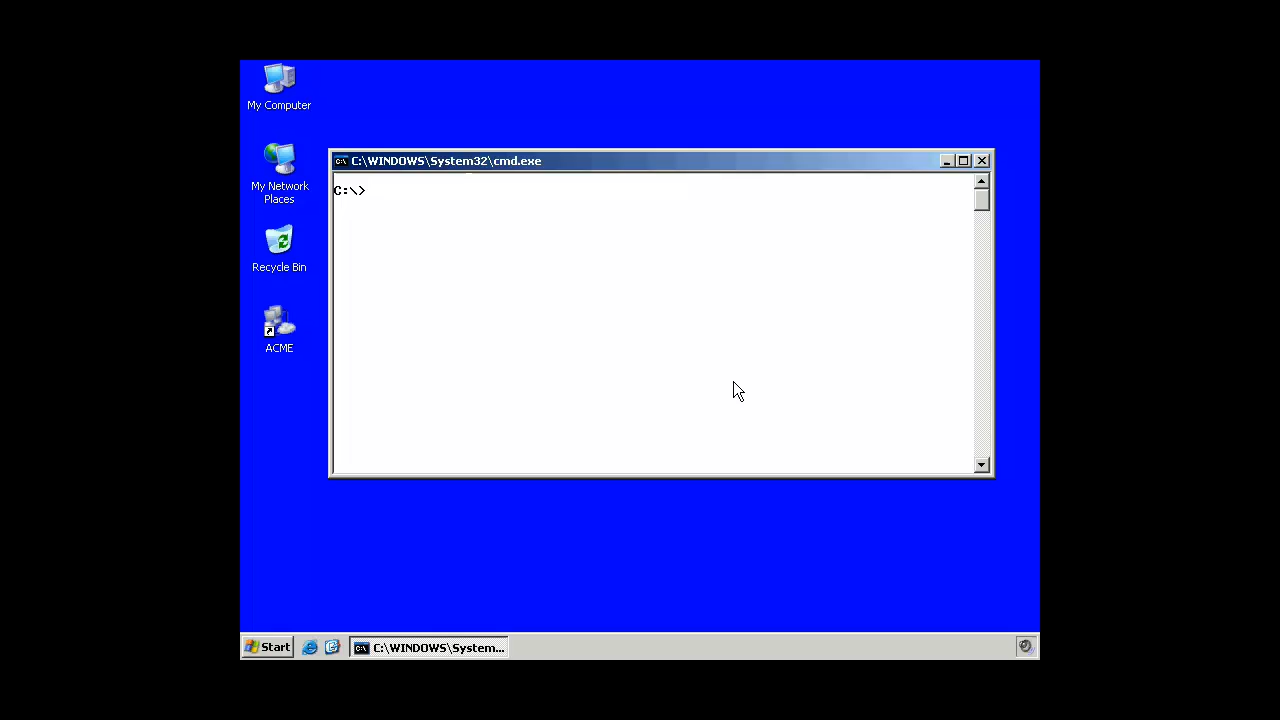 My Computer
C:\WINDOWS\System32\cmd.exe
C:\>
My Network
Places
Recycle Bin
ACME
Start
C:\WINDOWS\System...